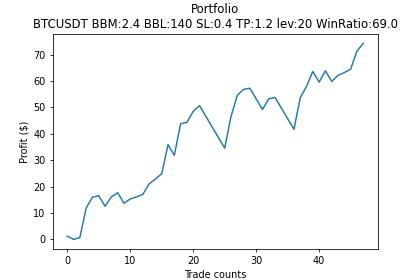 Portfolio
BTCUSDT BBM:2.4 BBL:140 SL:0.4 TP:1.2 lev:20 WinRatio:69.0
Profit ($)
70
60
50
40
30
20
10
0
0 10 20 30 40
Trade counts